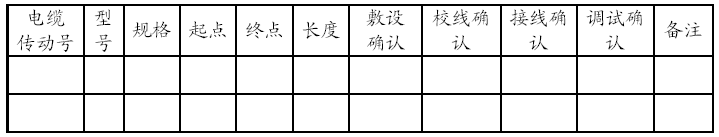 电缆 型 规格 起点 终点 长度 敷设 校线确 接线确 调试确 备注
传动号 号 确认 认 认 认